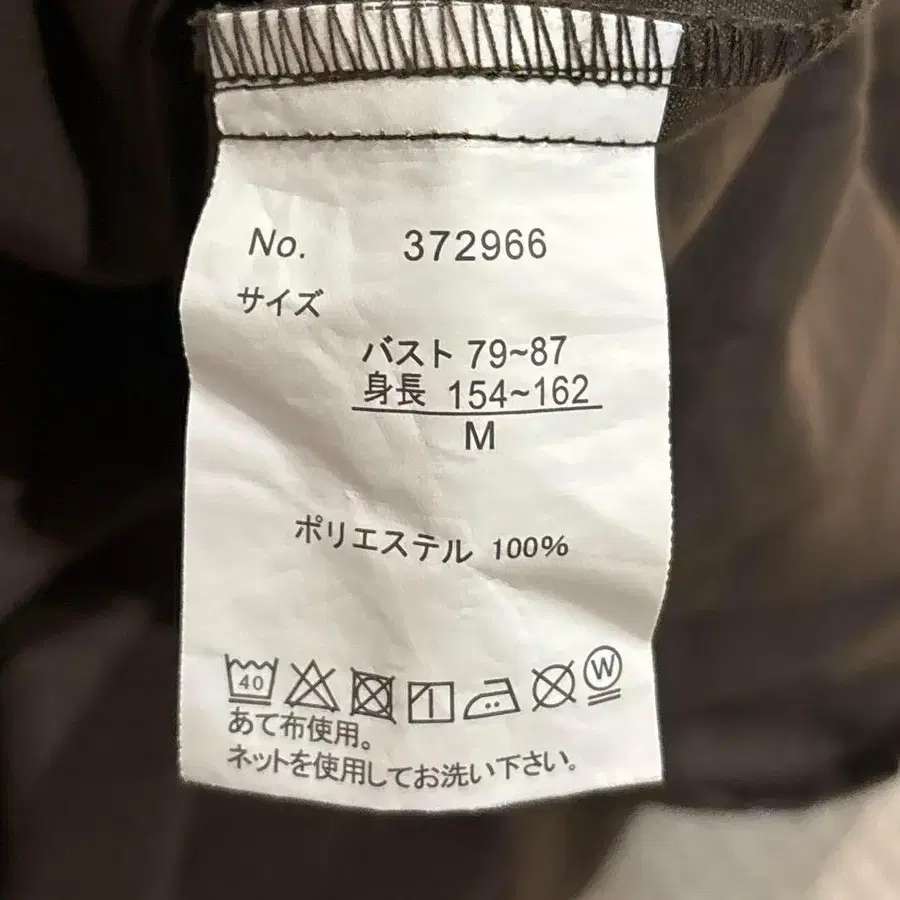 No. 372966
サイズ
バスト 79~87
身長 154~162
M
ポリエステル 100%
40 W
あて布使用。
ネットを使用してお洗い下さい。